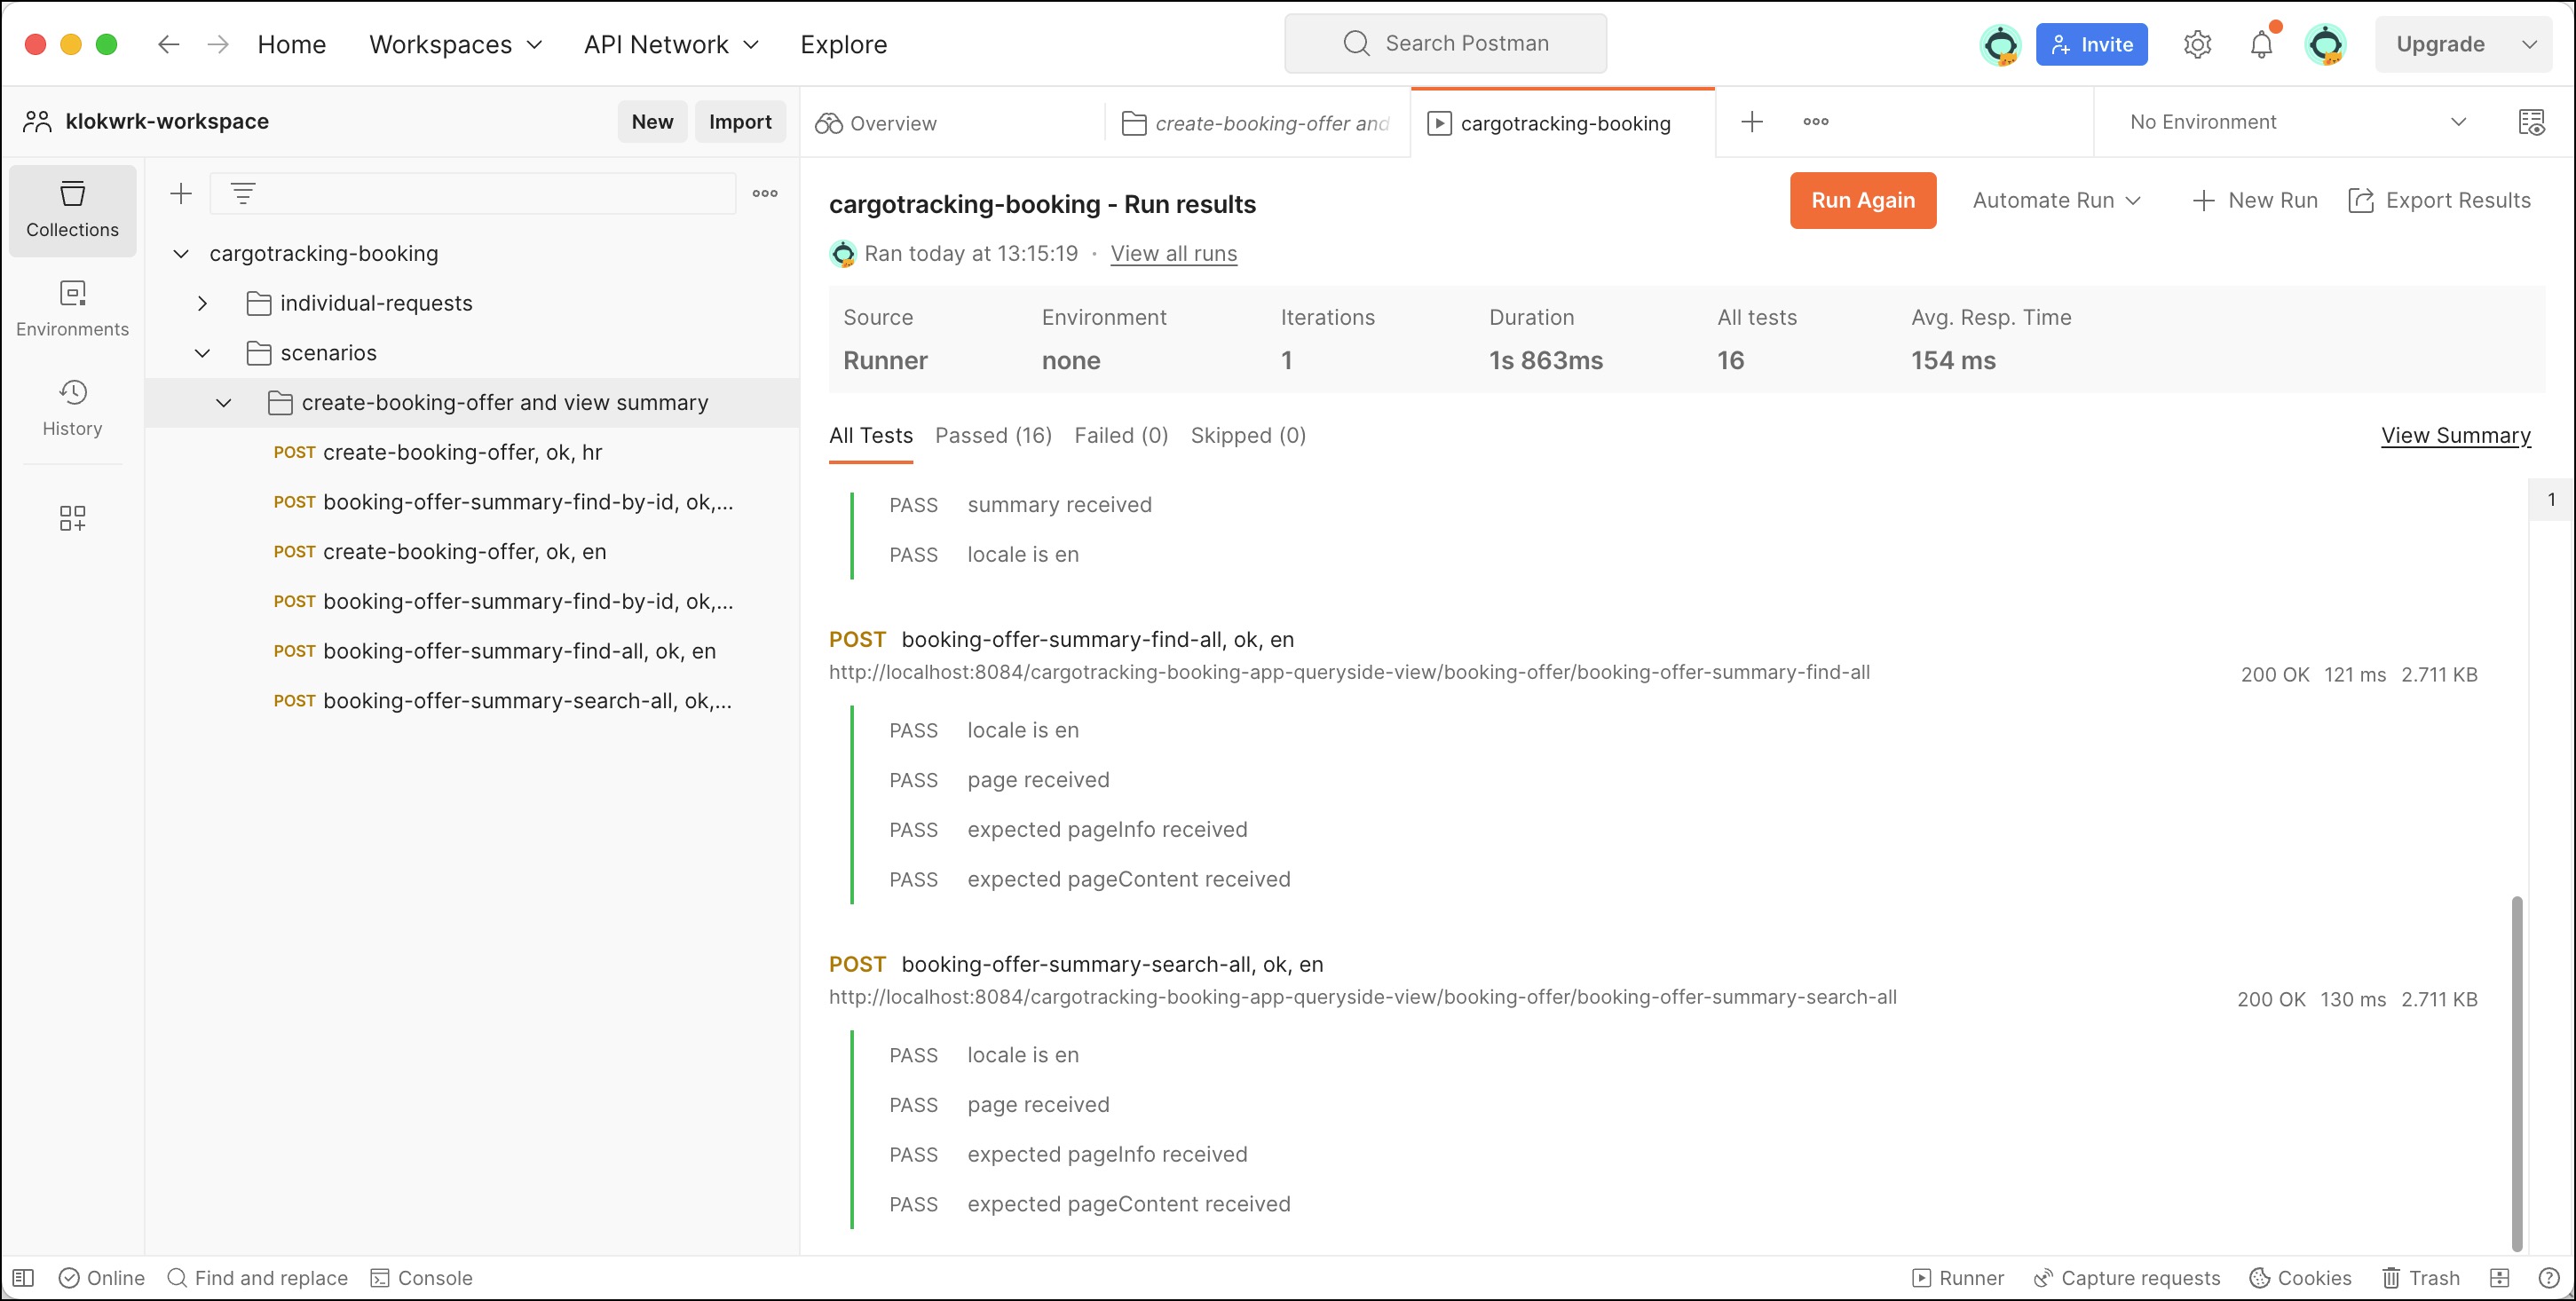 Home Workspaces API Network Explore Search Postman Invite Upgrade
klokwrk-workspace New Import
Overview create-booking-offer and cargotracking-booking No Environment
Collections
Environments
History
cargotracking-booking
individual-requests
scenarios
create-booking-offer and view summary
POST create-booking-offer, ok, hr
POST booking-offer-summary-find-by-id, ok,...
POST create-booking-offer, ok, en
POST booking-offer-summary-find-by-id, ok,...
POST booking-offer-summary-find-all, ok, en
POST booking-offer-summary-search-all, ok,...
cargotracking-booking - Run results
Run Again Automate Run New Run Export Results
Ran today at 13:15:19 · View all runs
Source Environment Iterations Duration All tests Avg. Resp. Time
Runner none 1 1s 863ms 16 154 ms
All Tests Passed (16) Failed (0) Skipped (0) View Summary
1
PASS summary received
PASS locale is en
POST booking-offer-summary-find-all, ok, en
http://localhost:8084/cargotracking-booking-app-queryside-view/booking-offer/booking-offer-summary-find-all 200 OK 121 ms 2.711 KB
PASS locale is en
PASS page received
PASS expected pageInfo received
PASS expected pageContent received
POST booking-offer-summary-search-all, ok, en
http://localhost:8084/cargotracking-booking-app-queryside-view/booking-offer/booking-offer-summary-search-all 200 OK 130 ms 2.711 KB
PASS locale is en
PASS page received
PASS expected pageInfo received
PASS expected pageContent received
Online Find and replace Console Runner Capture requests Cookies Trash